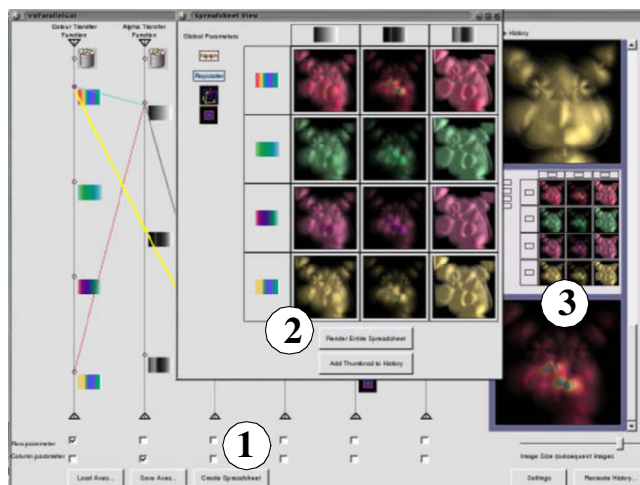 Colour Transfer
Function
Alpha Transfer
Function
Spreadsheet View
Global Parameters
Raycaster
History
2
Render Entire Spreadsheet
Add Thumbnail to History
3
1
Row parameter
Column parameter
Load Axes...
Save Axes...
Create Spreadsheet
Image Size (subsequent images
Settings
Recreate History...